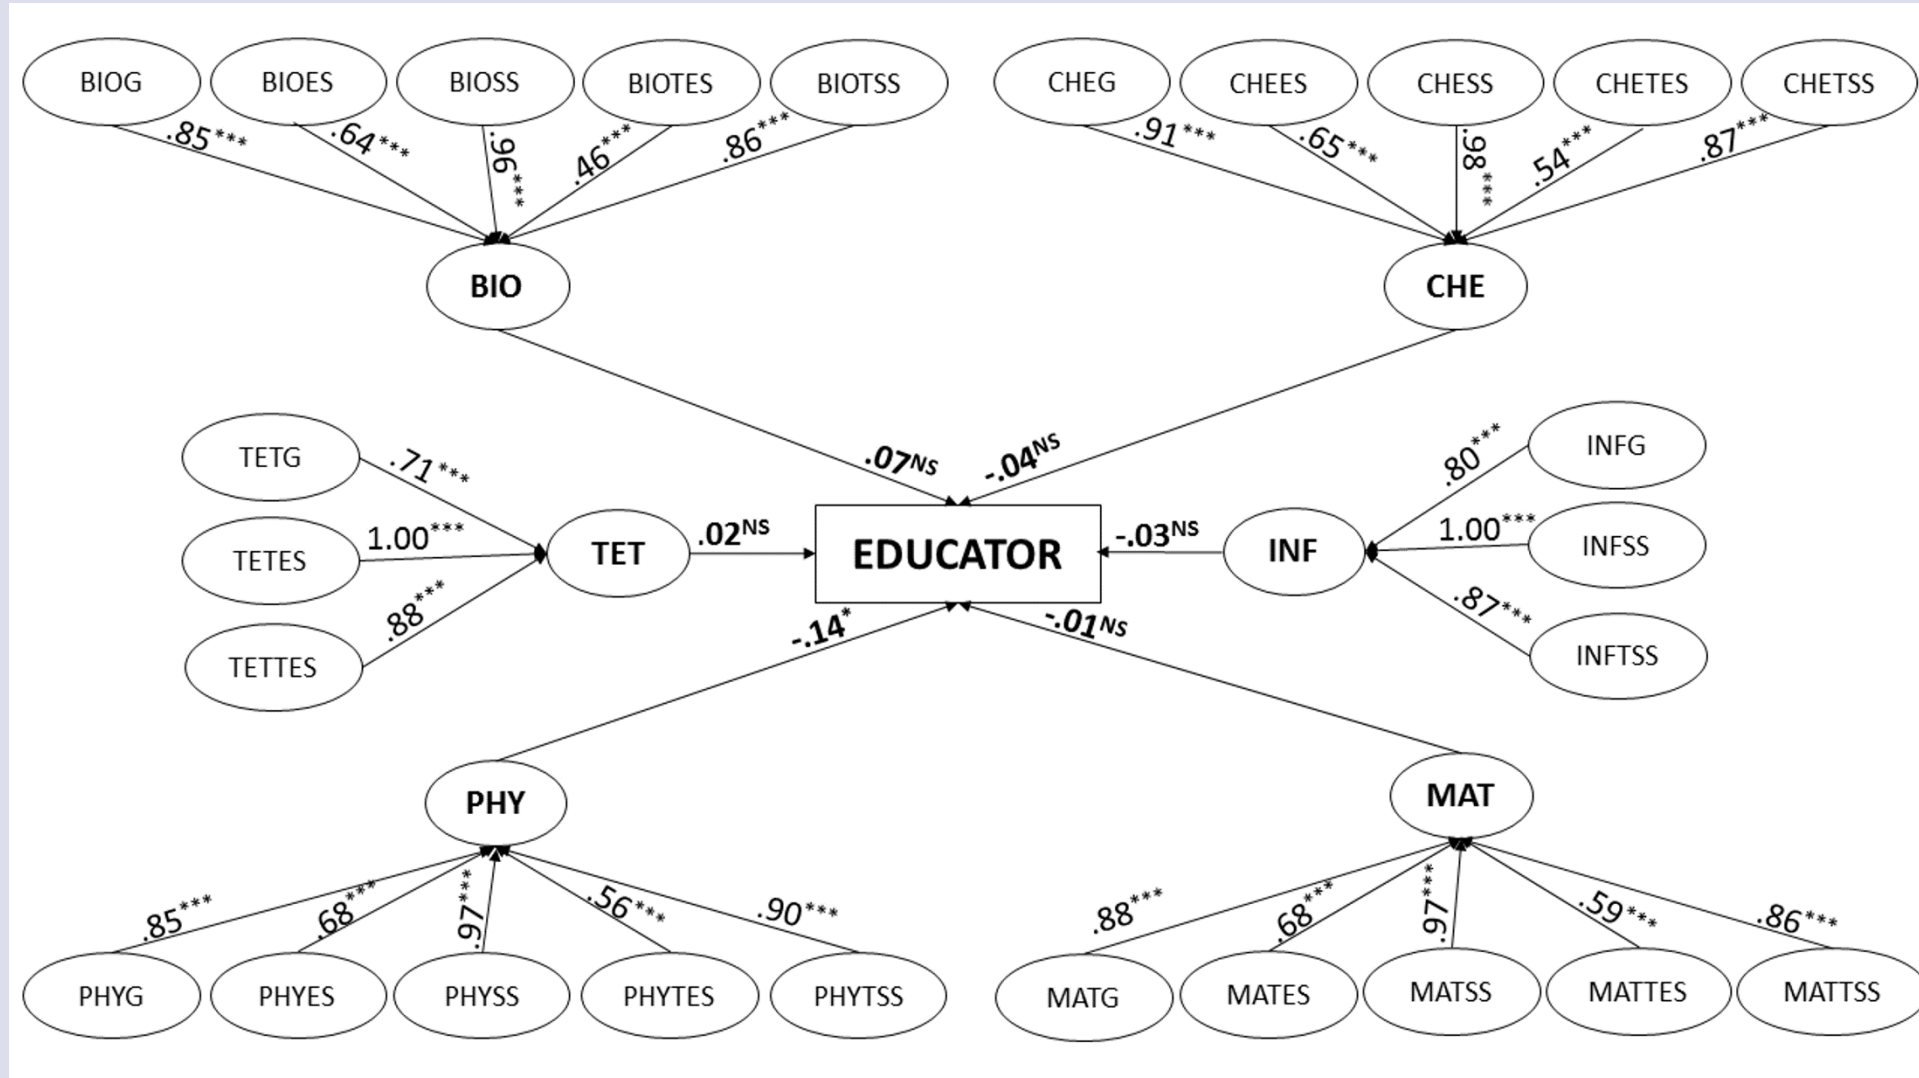 BIOG BIOES BIOSS BIOTES BIOTSS CHEG CHEES CHESS CHETES CHETSS
.85*** .64*** .96*** .46*** .86*** .91*** .65*** .98*** .54*** .87***
BIO CHE
.07NS -.04NS
TETG .71*** .80*** INFG
TETES 1.00*** TET .02NS EDUCATOR -.03NS INF 1.00*** INFSS
TETTES .88*** .87*** INFTSS
-.14* -.01NS
PHY MAT
.85*** .68*** .97*** .56*** .90*** .88*** .68*** .97*** .59*** .86***
PHYG PHYES PHYSS PHYTES PHYTSS MATG MATES MATSS MATTES MATTSS